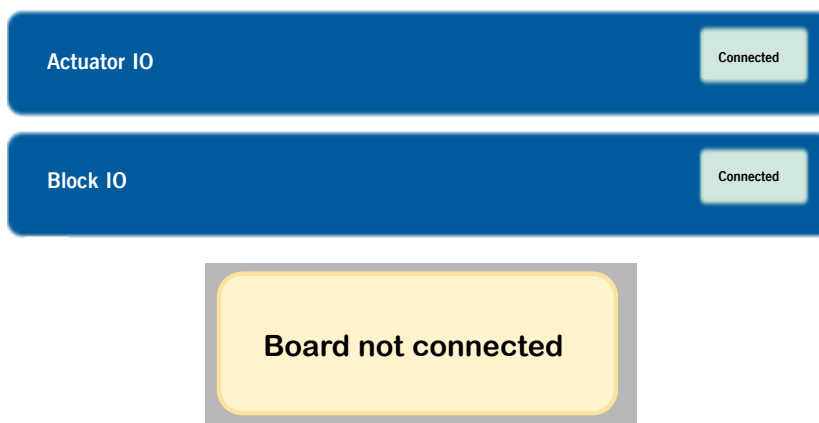 Actuator IO
Connected
Block IO
Connected
Board not connected